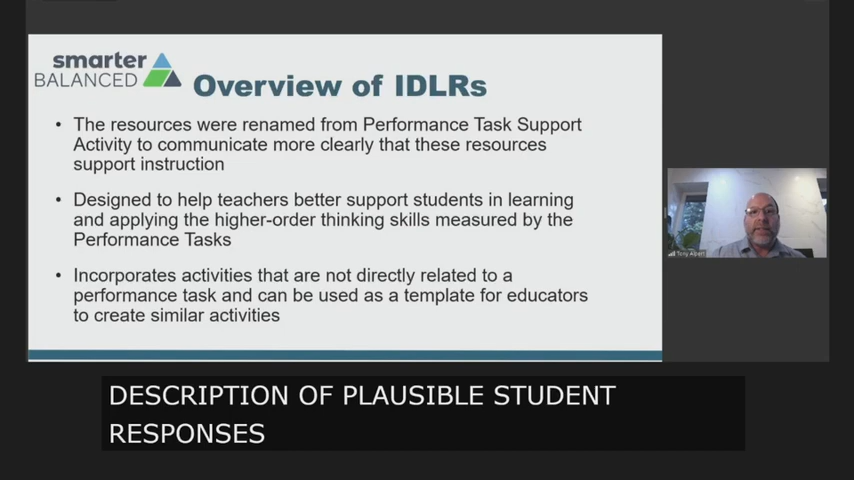 smarter
BALANCED
Overview of IDLRs
• The resources were renamed from Performance Task Support
Activity to communicate more clearly that these resources
support instruction
• Designed to help teachers better support students in learning
and applying the higher-order thinking skills measured by the
Performance Tasks
• Incorporates activities that are not directly related to a
performance task and can be used as a template for educators
to create similar activities
Tony Alpert
DESCRIPTION OF PLAUSIBLE STUDENT
RESPONSES